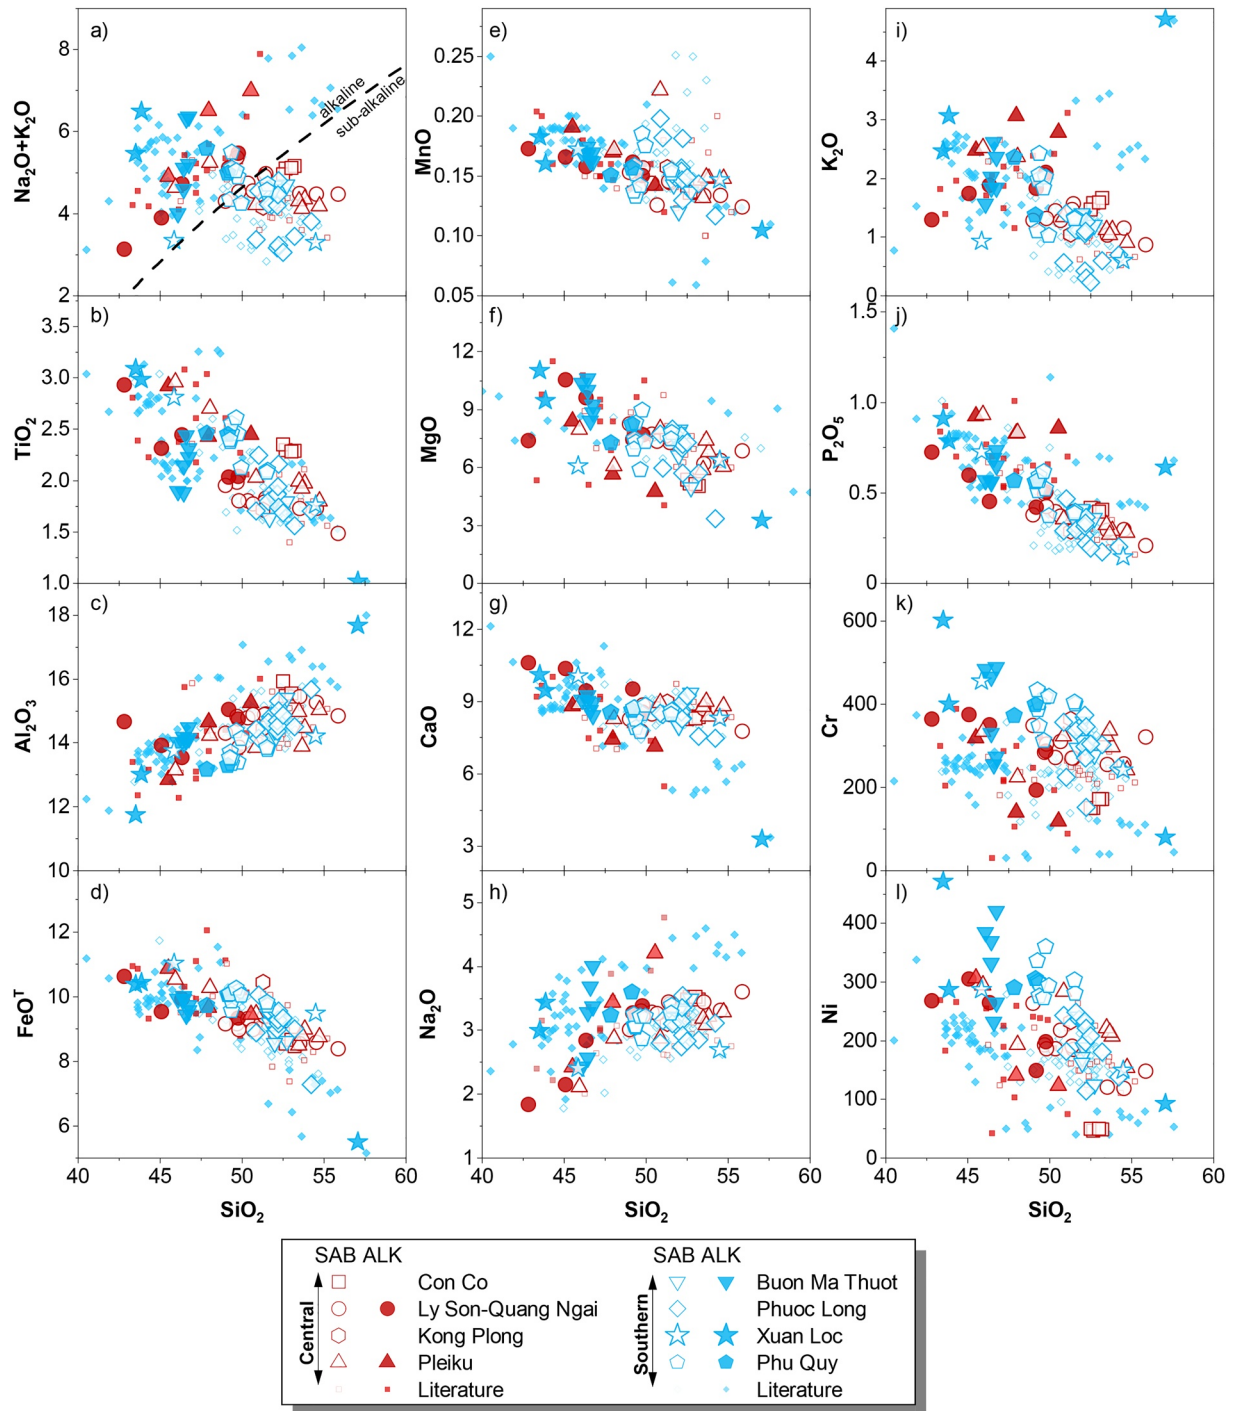 a)
Na₂O+K₂O
8
6
4
2
alkaline
sub-alkaline
b)
TiO₂
3.5
3.0
2.5
2.0
1.5
1.0
c)
Al₂O₃
18
16
14
12
10
d)
FeOᵀ
12
10
8
6
40 45 50 55 60
SiO₂
e)
MnO
0.25
0.20
0.15
0.10
0.05
f)
MgO
12
9
6
3
0
g)
CaO
12
9
6
3
h)
Na₂O
5
4
3
2
1
40 45 50 55 60
SiO₂
i)
K₂O
4
3
2
1
0
j)
P₂O₅
1.5
1.0
0.5
0
k)
Cr
600
400
200
0
l)
Ni
400
300
200
100
0
40 45 50 55 60
SiO₂
SAB ALK
Central
Con Co
Ly Son-Quang Ngai
Kong Plong
Pleiku
Literature
SAB ALK
Southern
Buon Ma Thuot
Phuoc Long
Xuan Loc
Phu Quy
Literature